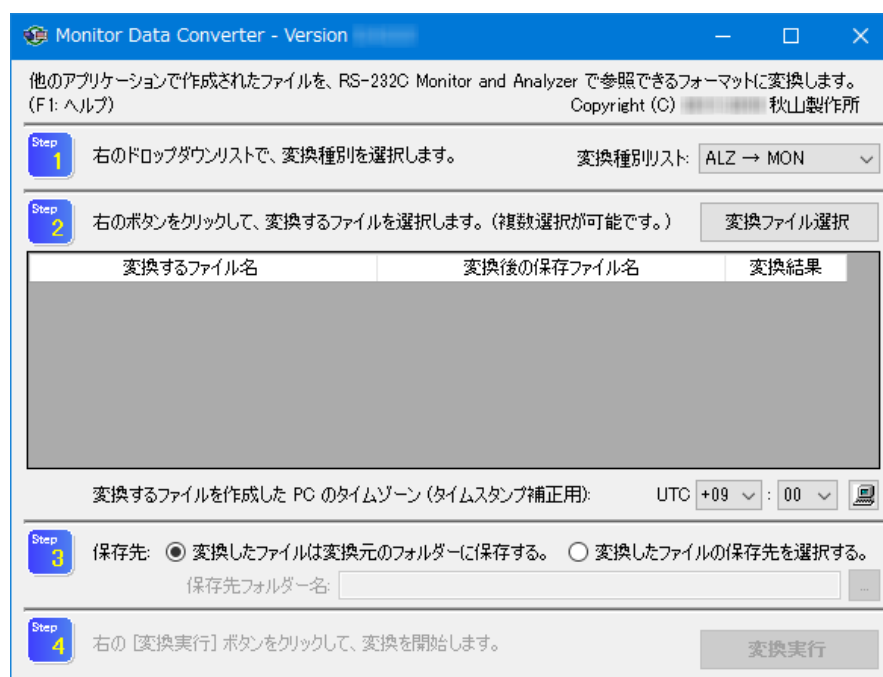 Monitor Data Converter - Version
他のアプリケーションで作成されたファイルを、RS-232C Monitor and Analyzer で参照できるフォーマットに変換します。
(F1: ヘルプ) Copyright (C) 秋山製作所
Step 1 右のドロップダウンリストで、変換種別を選択します。 変換種別リスト: ALZ → MON
Step 2 右のボタンをクリックして、変換するファイルを選択します。(複数選択が可能です。) 変換ファイル選択
変換するファイル名 変換後の保存ファイル名 変換結果
変換するファイルを作成した PC のタイムゾーン (タイムスタンプ補正用): UTC +09 : 00
Step 3 保存先: 変換したファイルは変換元のフォルダーに保存する。 変換したファイルの保存先を選択する。
保存先フォルダー名: ...
Step 4 右の [変換実行] ボタンをクリックして、変換を開始します。 変換実行